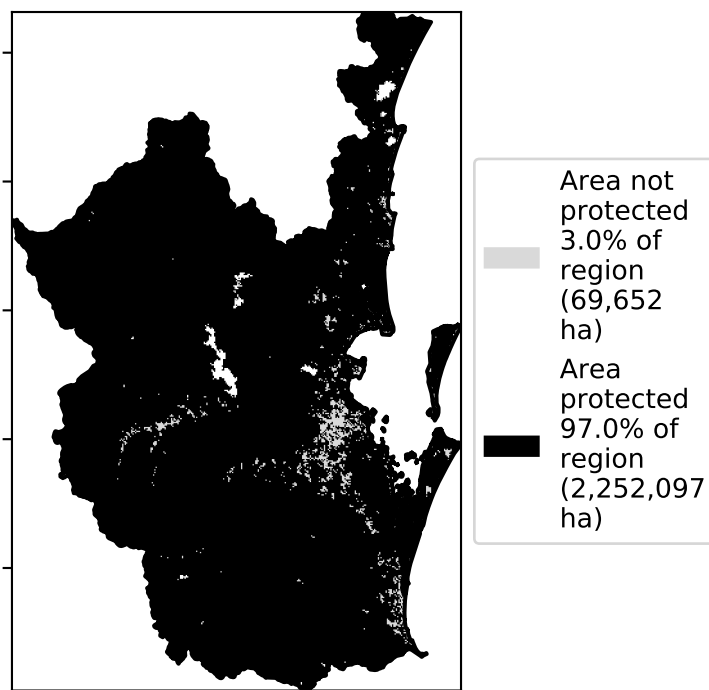 Area not
protected
3.0% of
region
(69,652
ha)
Area
protected
97.0% of
region
(2,252,097
ha)